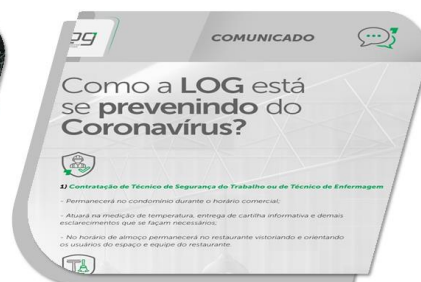 og
COMUNICADO
Como a LOG está
se prevenindo do
Coronavírus?
1) Contratação de Técnico de Segurança do Trabalho ou de Técnico de Enfermagem
- Permanecerá no condomínio durante o horário comercial;
- Atuará na medição de temperatura, entrega de cartilha informativa e demais
esclarecimentos que se façam necessários;
- No horário de almoço permanecerá no restaurante vistoriando e orientando
os usuários do espaço e equipe do restaurante.